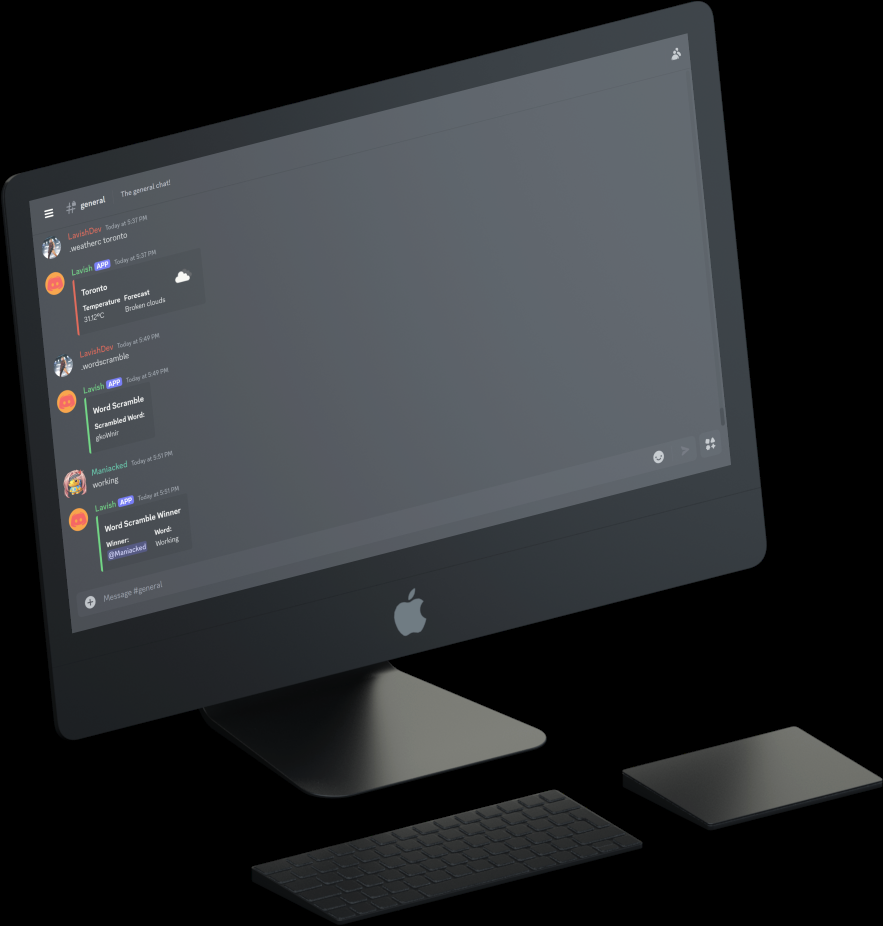 general The general chat!
LavishDev Today at 5:37 PM
.weatherc toronto
Lavish APP Today at 5:37 PM
Toronto
Temperature Forecast
31.12°C Broken clouds
LavishDev Today at 5:49 PM
.wordscramble
Lavish APP Today at 5:49 PM
Word Scramble
Scrambled Word:
gkoWnir
Maniacked Today at 5:51 PM
working
Lavish APP Today at 5:51 PM
Word Scramble Winner
Winner: Word:
@Maniacked Working
Message #general